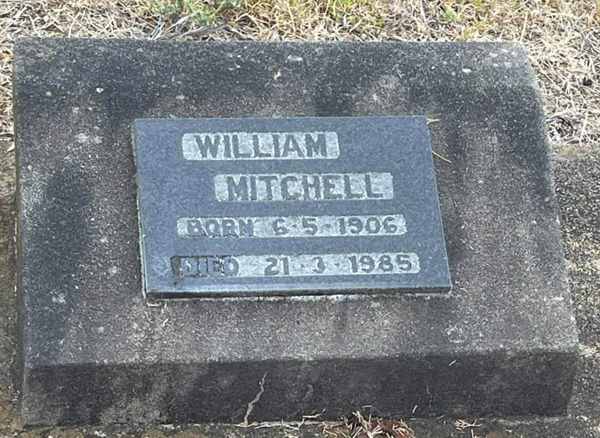 WILLIAM
MITCHELL
BORN 6-5-1906
DIED 21-3-1985